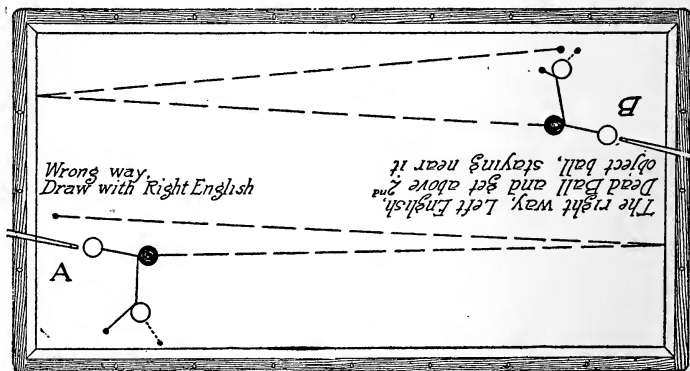 Wrong way.
Draw with Right English
A
B
The right way, Left English,
Dead Ball and get above 2nd
object ball, staying near it